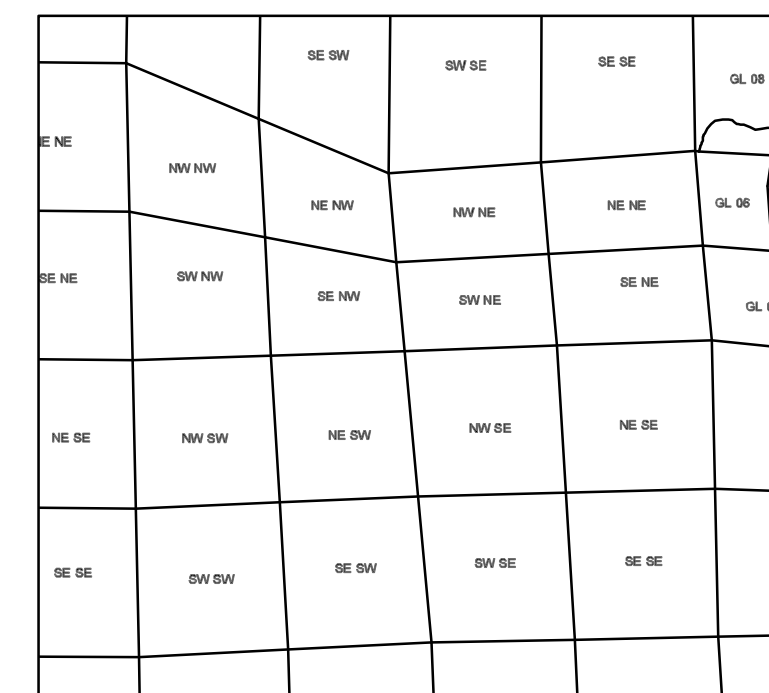 SE SW
SW SE
SE SE
GL 08
NE
NW NW
NE NW
NW NE
NE NE
GL 06
SE NE
SW NW
SE NW
SW NE
SE NE
GL
NE SE
NW SW
NE SW
NW SE
NE SE
SE SE
SW SW
SE SW
SW SE
SE SE